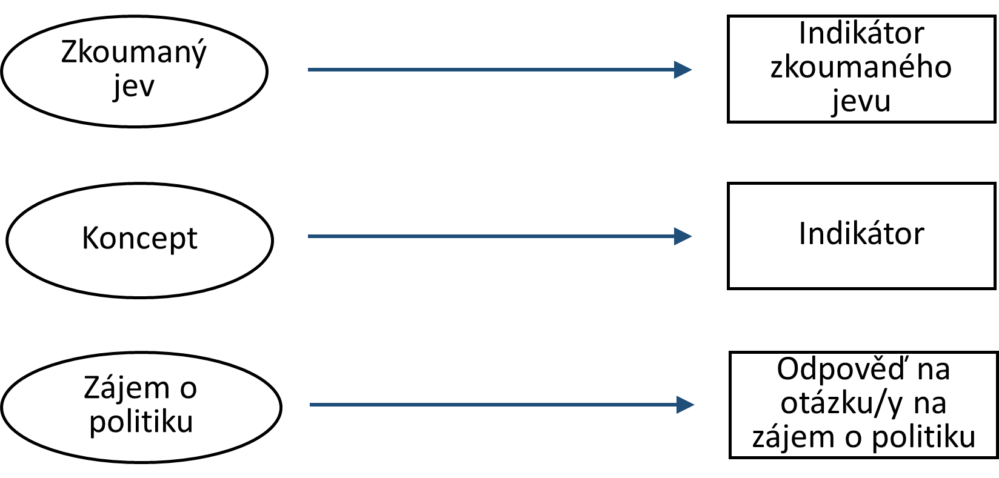 Zkoumaný
jev
Indikátor
zkoumaného
jevu
Koncept
Indikátor
Zájem o
politiku
Odpověď na
otázku/y na
zájem o politiku